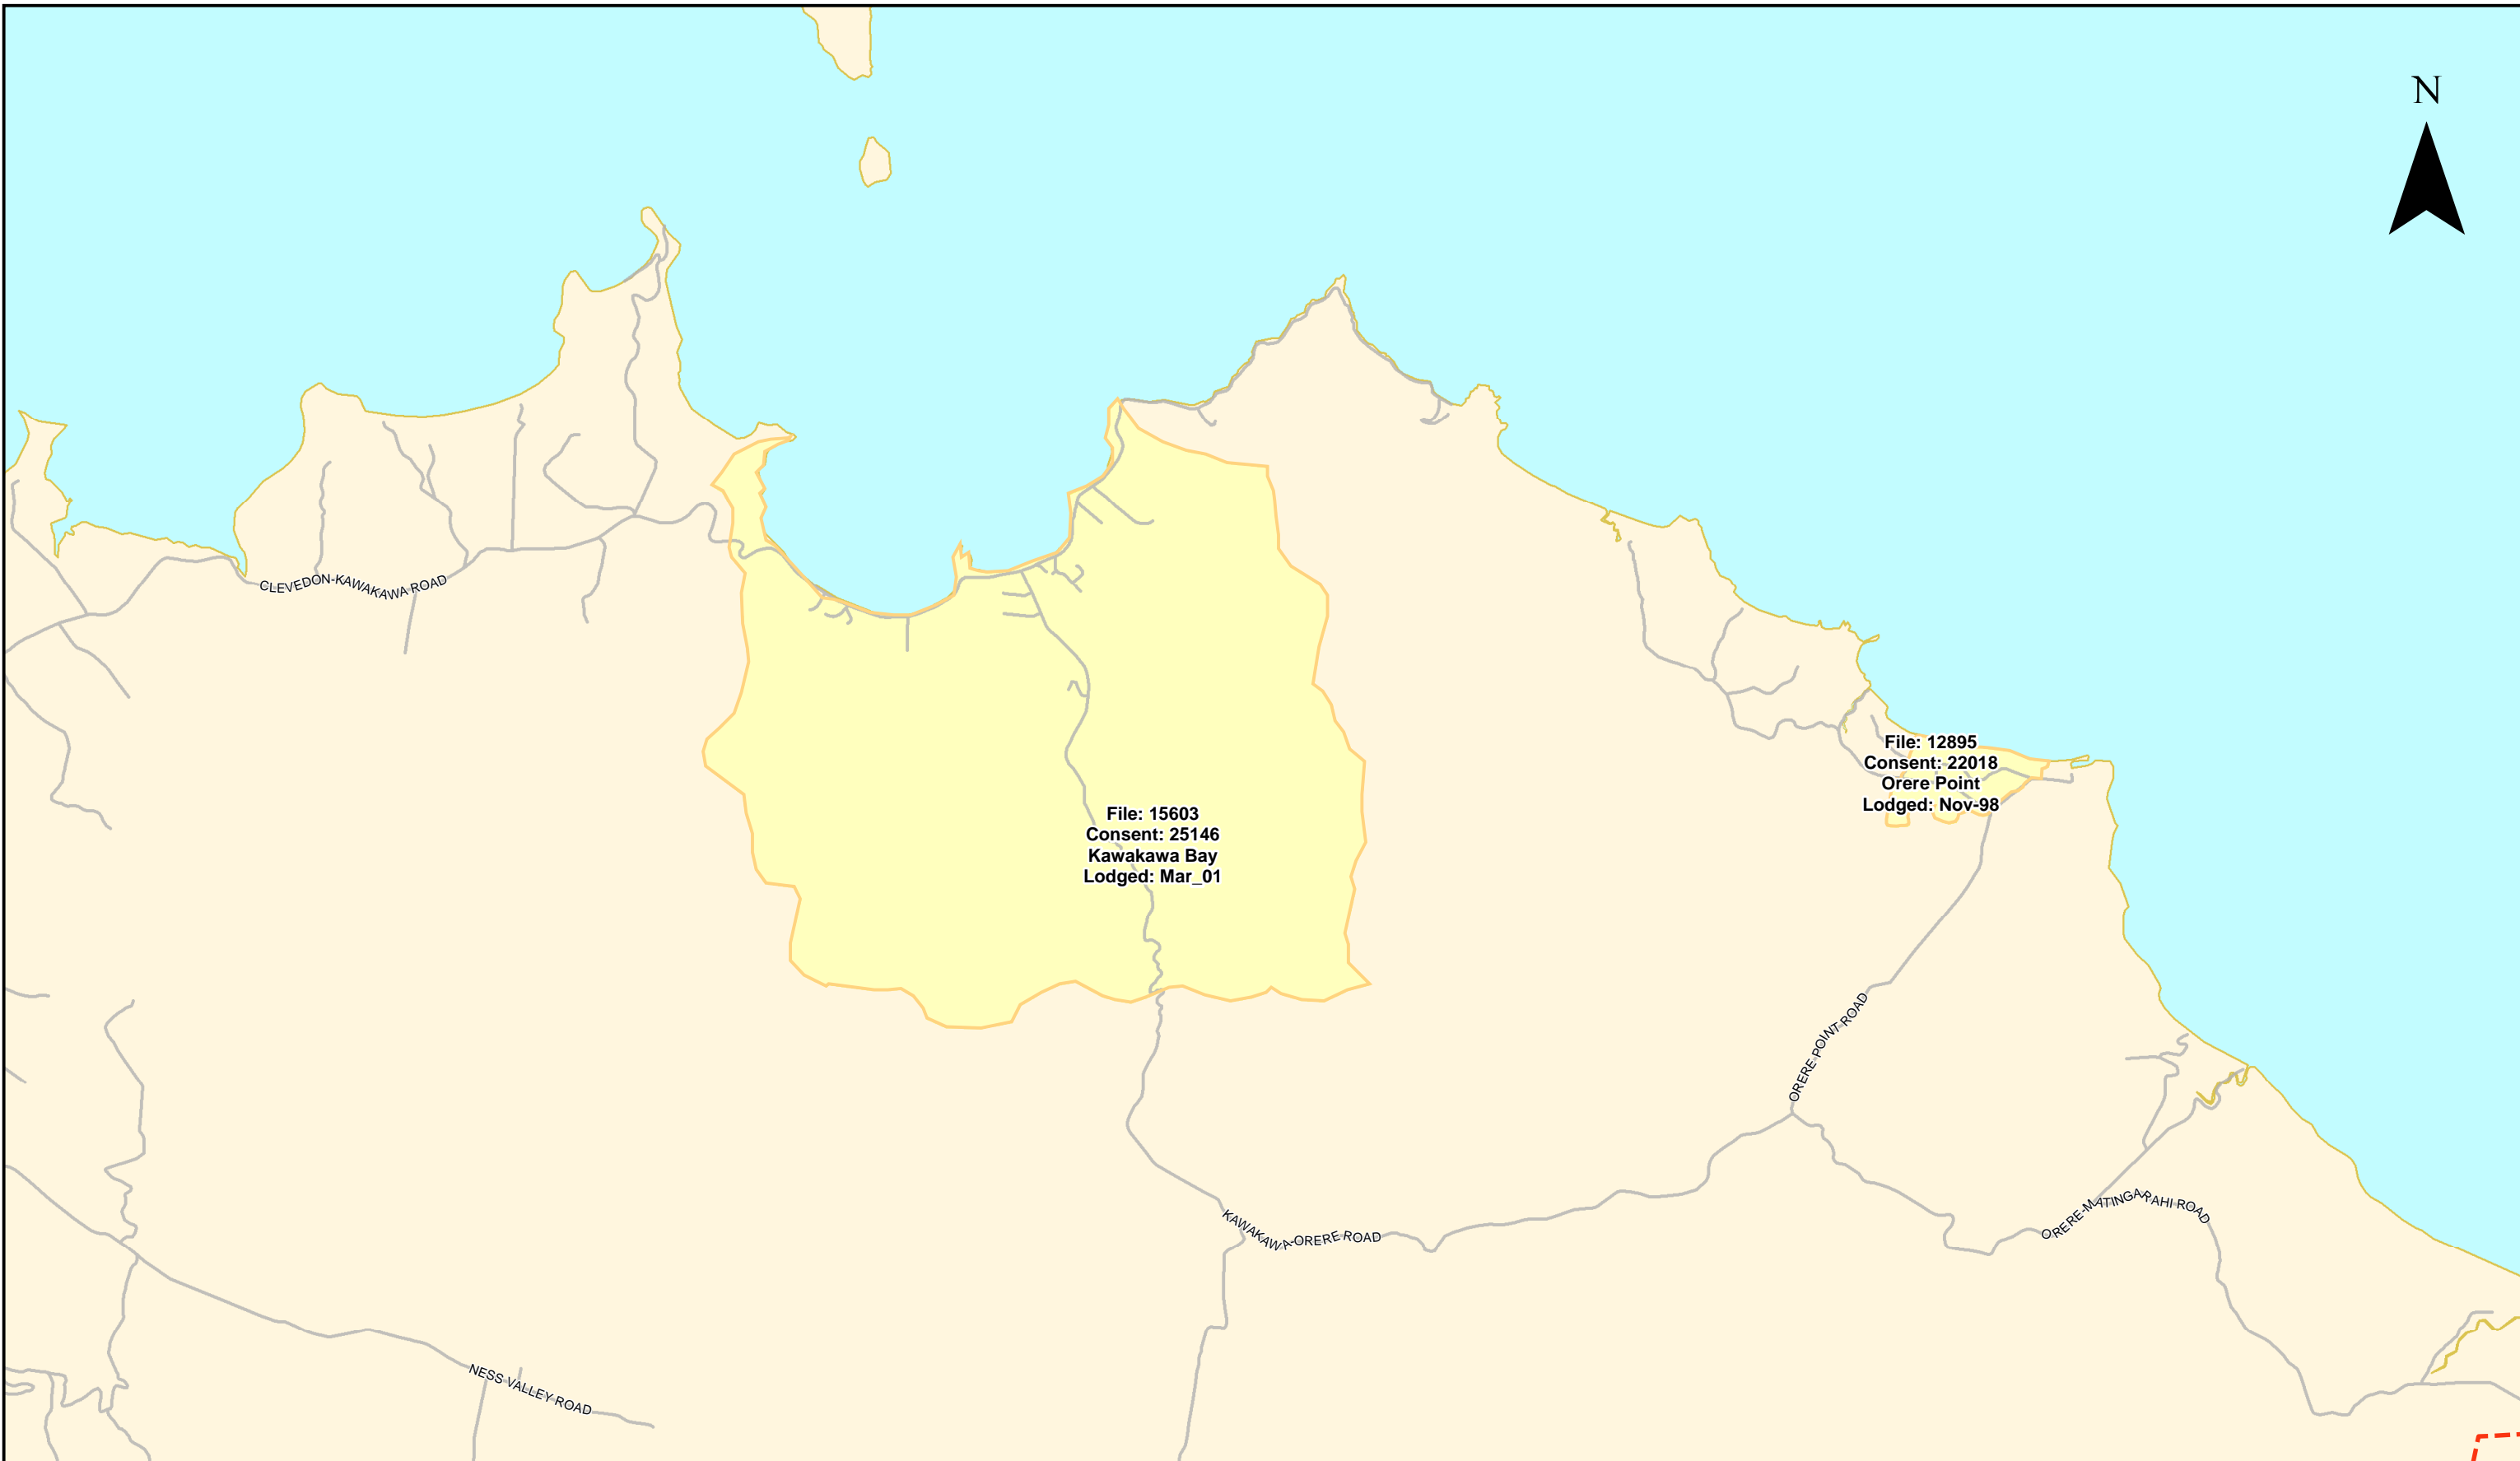 N
CLEVEDON-KAWAKAWA ROAD
File: 12895
Consent: 22018
Orere Point
Lodged: Nov-98
File: 15603
Consent: 25146
Kawakawa Bay
Lodged: Mar_01
ORERE POINT ROAD
KAWAKAWA-ORERE ROAD
ORERE-MATINGARAHI ROAD
NESS VALLEY ROAD